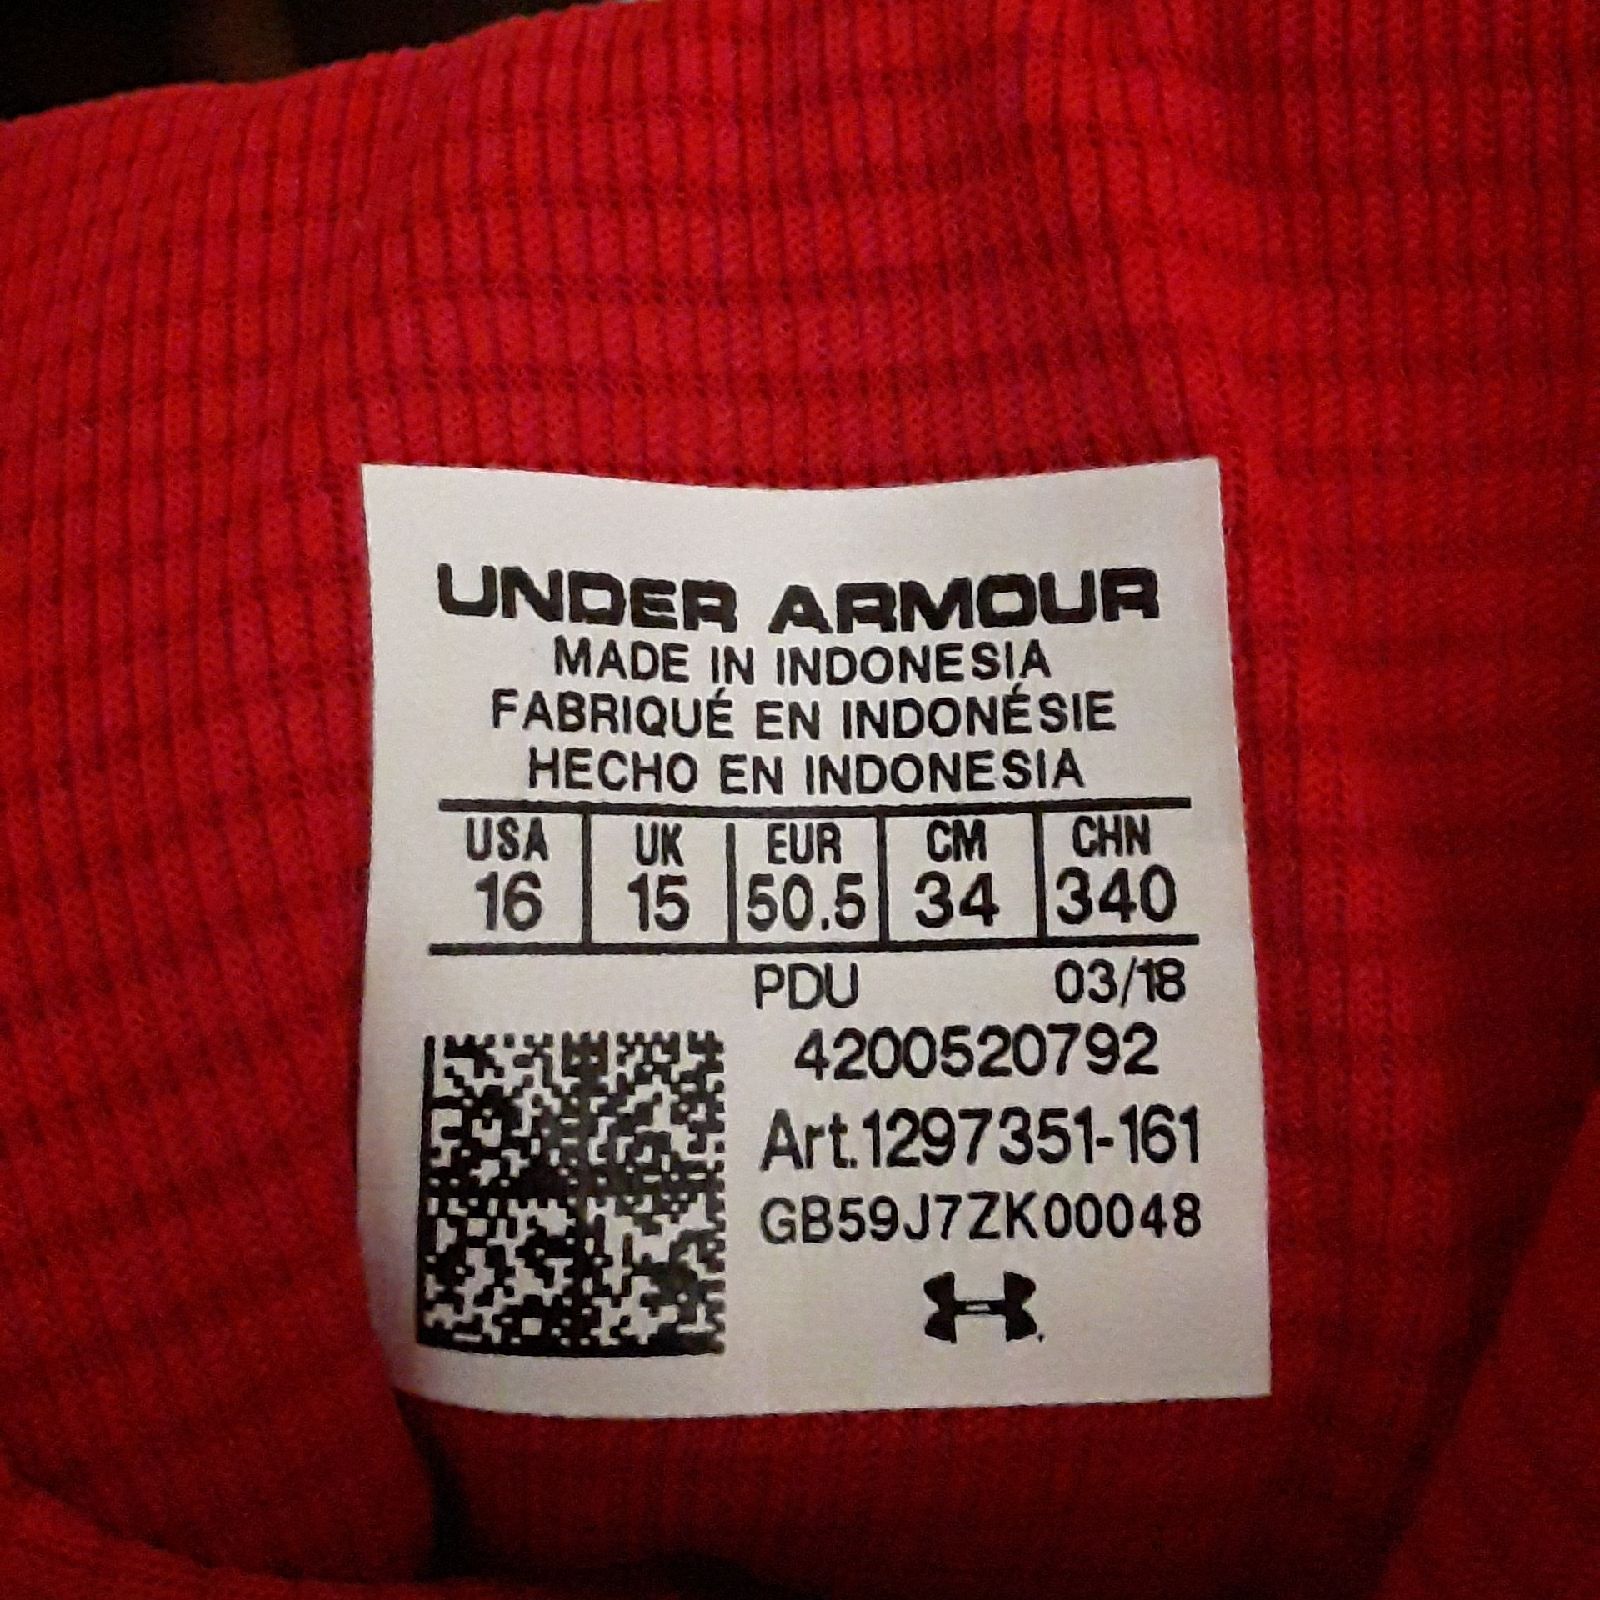 UNDER ARMOUR
MADE IN INDONESIA
FABRIQUÉ EN INDONÉSIE
HECHO EN INDONESIA
USA UK EUR CM CHN
16 15 50.5 34 340
PDU 03/18
4200520792
Art.1297351-161
GB59J7ZK00048